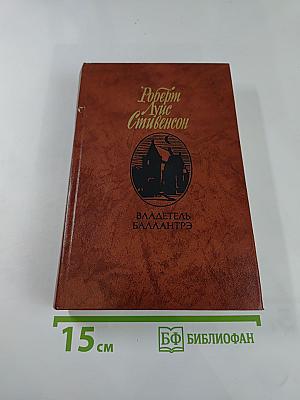 Роберт
Луис
Стивенсон
ВЛАДЕТЕЛЬ
БАЛЛАНТРЭ
15 см
БФ БИБЛИОФАН